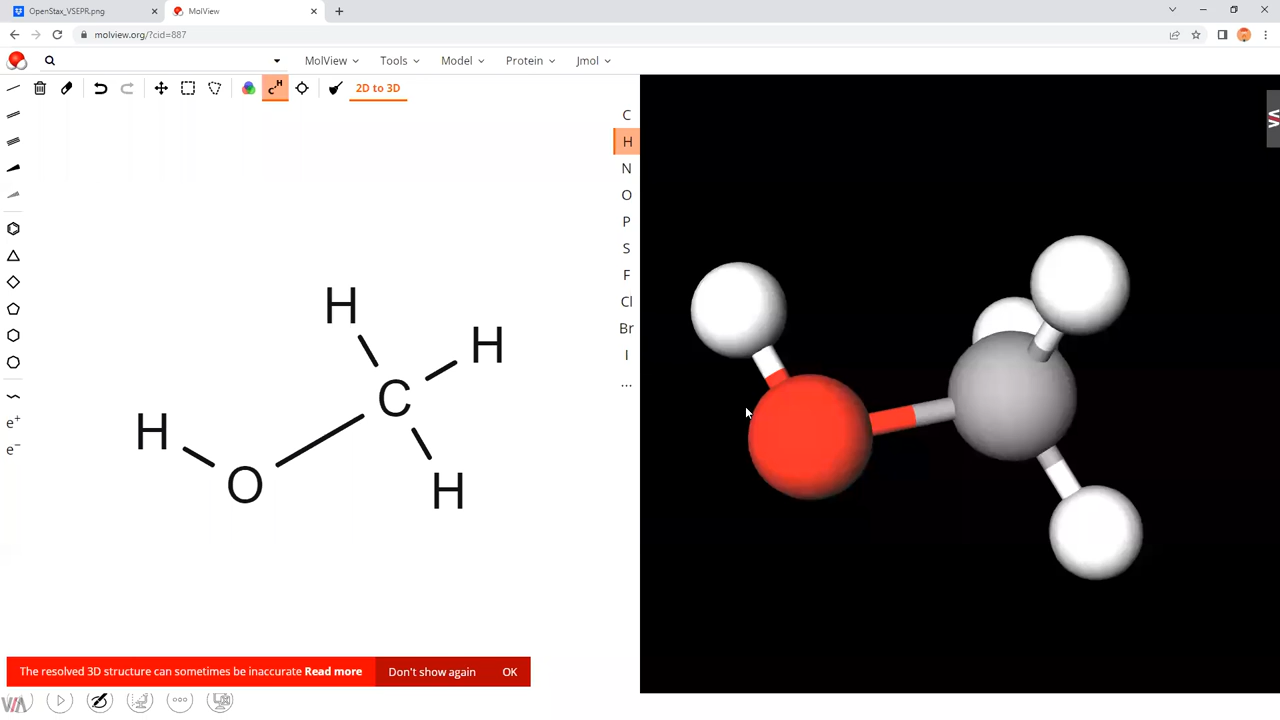 OpenStax_VSEPR.png
MolView
molview.org/?cid=887
MolView Tools Model Protein Jmol
C H 2D to 3D
C
H
N
O
P
S
F
Cl
Br
I
...
e+
e-
H
H
C
H
O
H
The resolved 3D structure can sometimes be inaccurate Read more Don't show again OK
VIA